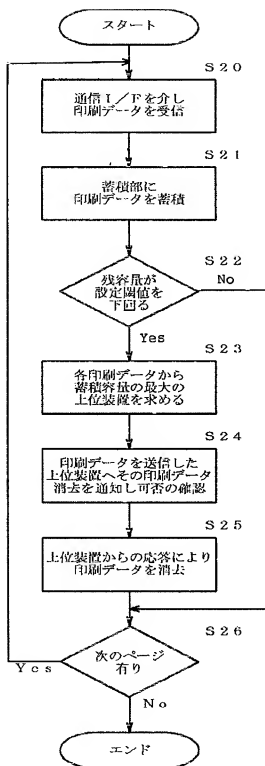 スタート
S20
通信I/Fを介し
印刷データを受信
S21
蓄積部に
印刷データを蓄積
S22
残容量が
設定閾値を
下回る
No
Yes
S23
各印刷データから
蓄積容量の最大の
上位装置を求める
S24
印刷データを送信した
上位装置へその印刷データ
消去を通知し可否の確認
S25
上位装置からの応答により
印刷データを消去
S26
次のページ
有り
Yes
No
エンド